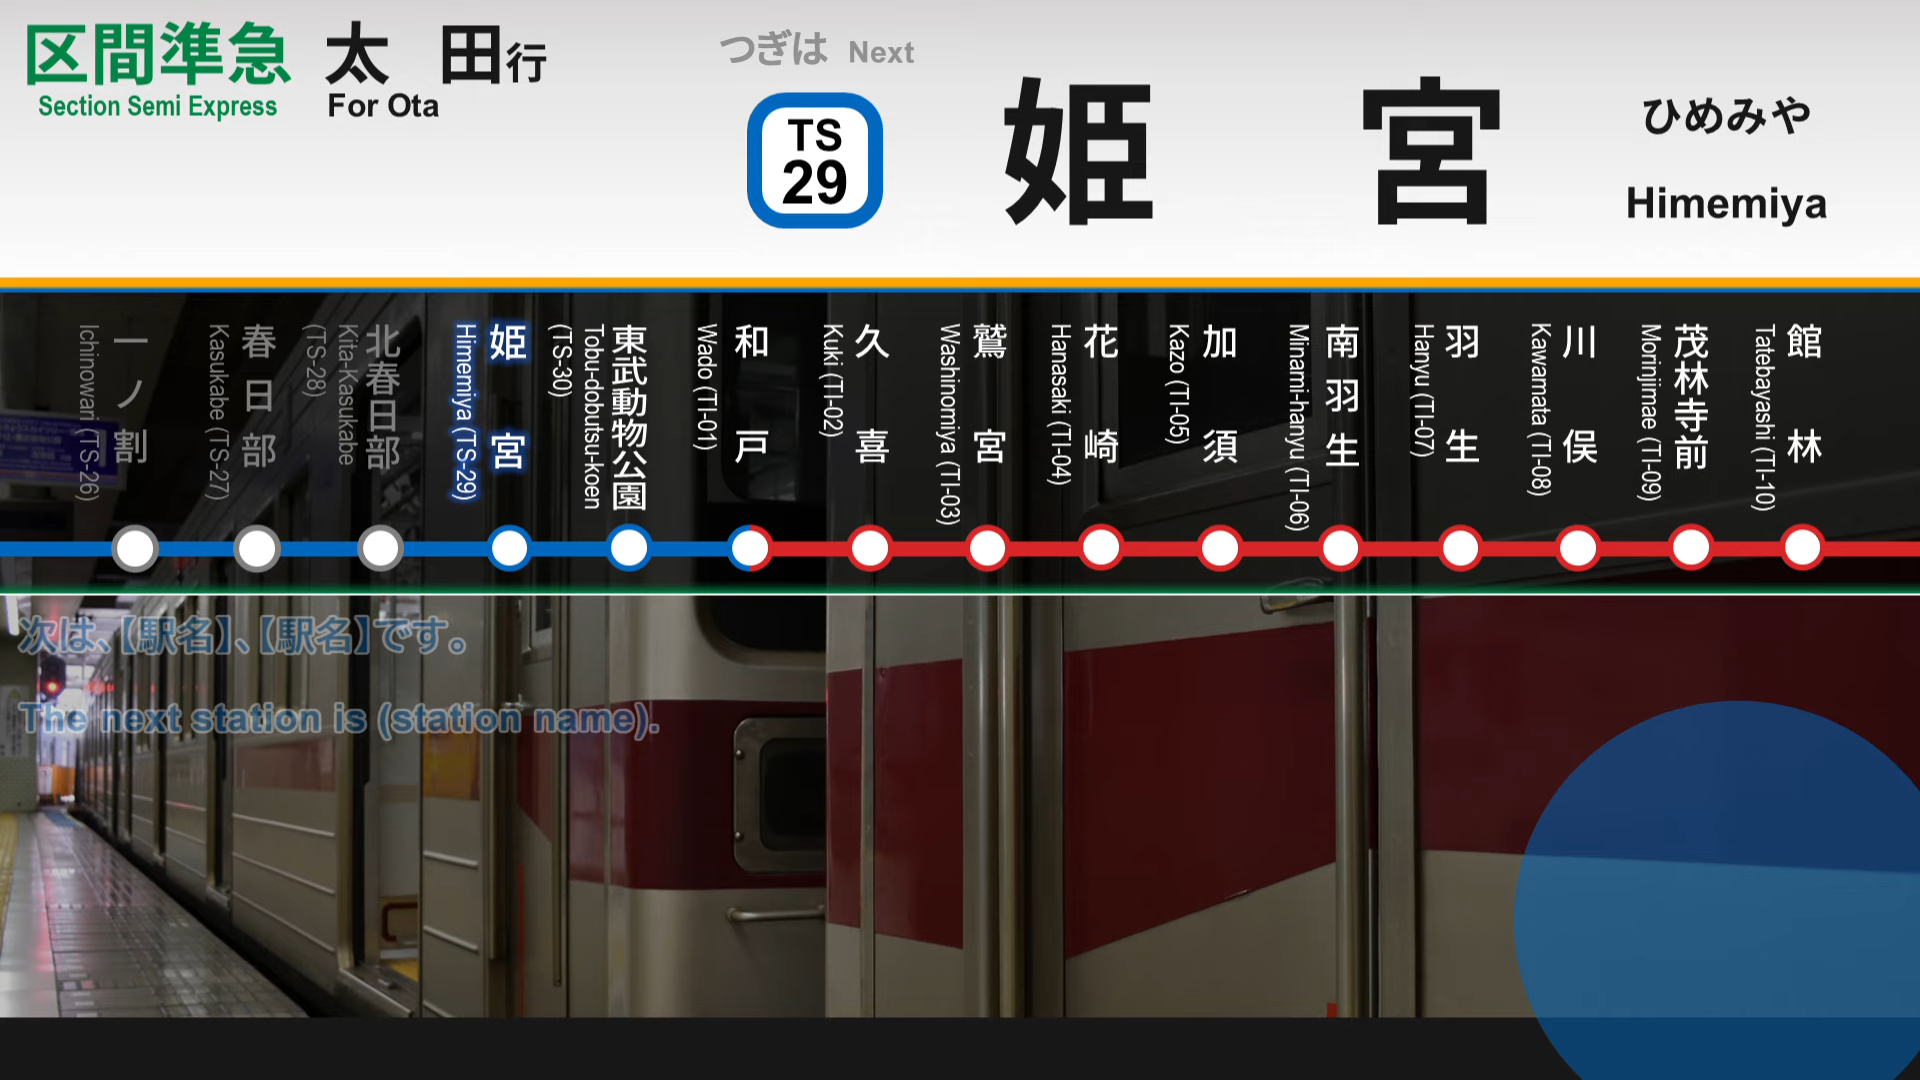 区間準急
Section Semi Express
太 田行
For Ota
つぎは Next
TS
29
姫 宮
ひめみや
Himemiya
一ノ割
Ichinowari (TS-26)
春日部
Kasukabe (TS-27)
北春日部
Kita-Kasukabe
(TS-28)
姫宮
Himemiya (TS-29)
東武動物公園
Tobu-dobutsu-koen
(TS-30)
和戸
Wado (TI-01)
久喜
Kuki (TI-02)
鷲宮
Washinomiya (TI-03)
花崎
Hanasaki (TI-04)
加須
Kazo (TI-05)
南羽生
Minami-hanyu (TI-06)
羽生
Hanyu (TI-07)
川俣
Kawamata (TI-08)
茂林寺前
Morinjimae (TI-09)
館林
Tatebayashi (TI-10)
次は、【駅名】、【駅名】です。
The next station is (station name).